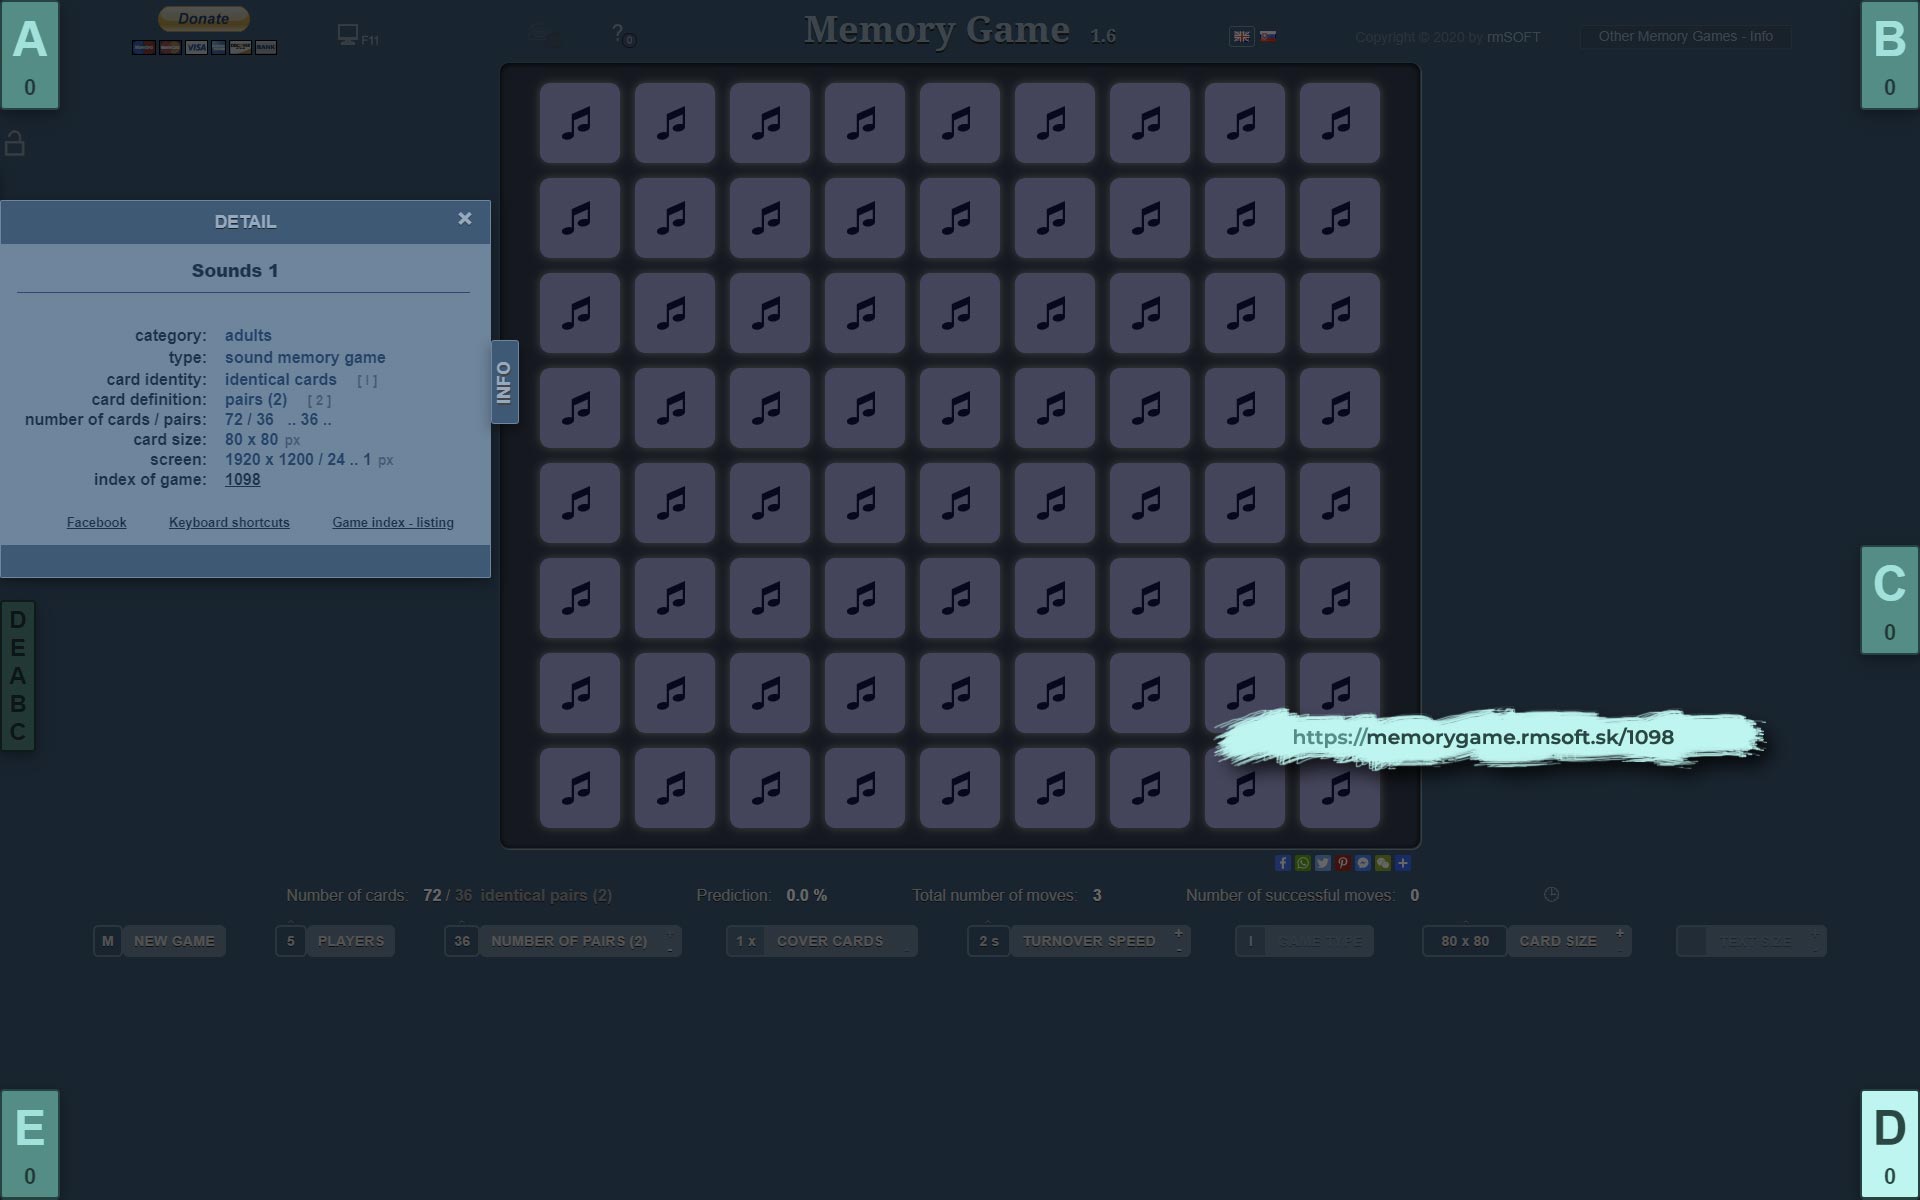 A
0
Donate
VISA
BANK
F11
?
0
Memory Game 1.6
Copyright © 2020 by rmSOFT
Other Memory Games - Info
B
0
DETAIL
×
Sounds 1
category: adults
type: sound memory game
card identity: identical cards [ I ]
card definition: pairs (2) [ 2 ]
number of cards / pairs: 72 / 36 .. 36 ..
card size: 80 x 80 px
screen: 1920 x 1200 / 24 .. 1 px
index of game: 1098
Facebook Keyboard shortcuts Game index - listing
INFO
D
E
A
B
C
C
0
https://memorygame.rmsoft.sk/1098
Number of cards: 72 / 36 identical pairs (2)
Prediction: 0.0 %
Total number of moves: 3
Number of successful moves: 0
M NEW GAME
5 PLAYERS
36 NUMBER OF PAIRS (2) + -
1 x COVER CARDS
2 s TURNOVER SPEED + -
I GAME TYPE
80 x 80 CARD SIZE +
TEXT SIZE
E
0
D
0